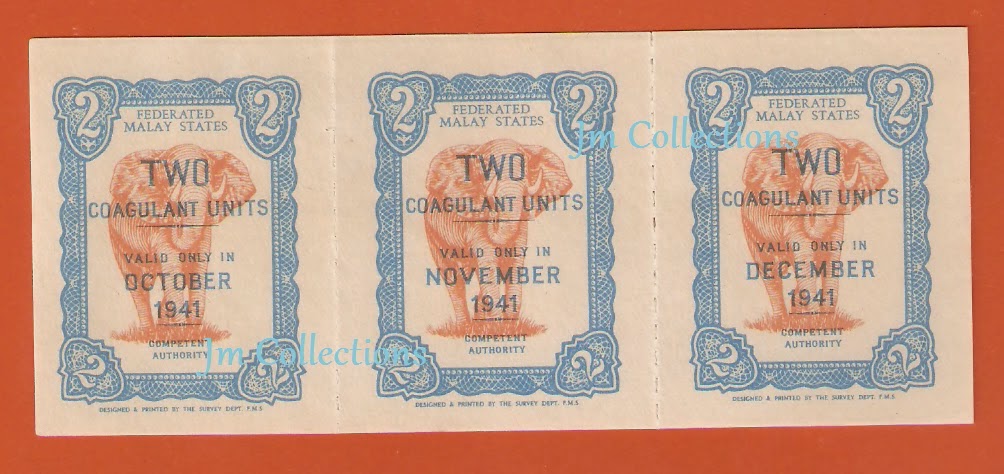 2 2
FEDERATED
MALAY STATES
TWO
COAGULANT UNITS
VALID ONLY IN
OCTOBER
1941
COMPETENT
AUTHORITY
2 2
DESIGNED & PRINTED BY THE SURVEY DEPT. F.M.S
2 2
FEDERATED
MALAY STATES
TWO
COAGULANT UNITS
VALID ONLY IN
NOVEMBER
1941
COMPETENT
AUTHORITY
2 2
DESIGNED & PRINTED BY THE SURVEY DEPT. F.M.S
2 2
FEDERATED
MALAY STATES
TWO
COAGULANT UNITS
VALID ONLY IN
DECEMBER
1941
COMPETENT
AUTHORITY
2 2
DESIGNED & PRINTED BY THE SURVEY DEPT. F.M.S
Jm Collections
Jm Collections